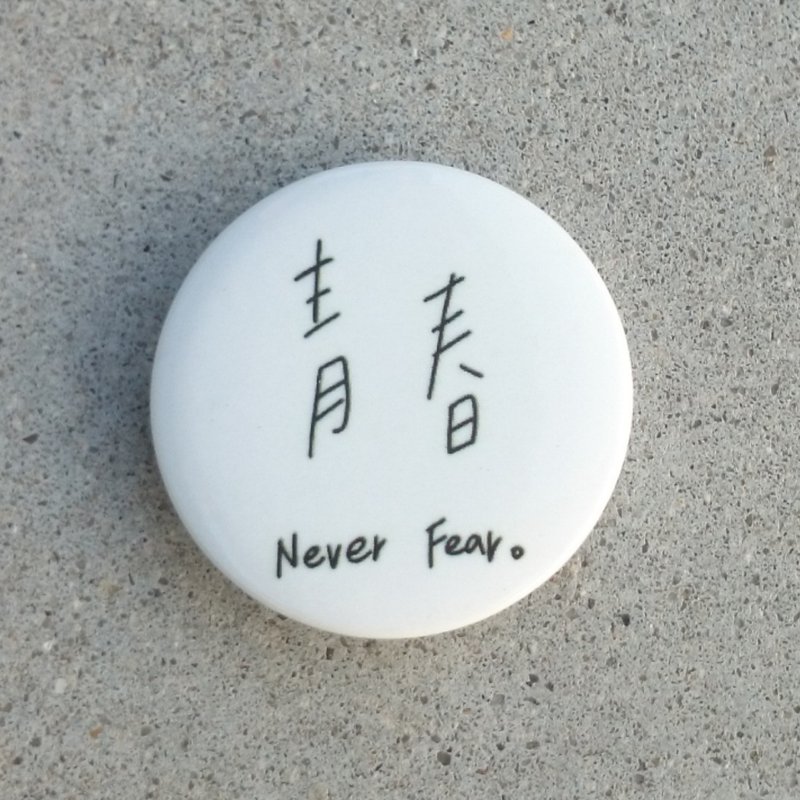 青春
Never Fear。